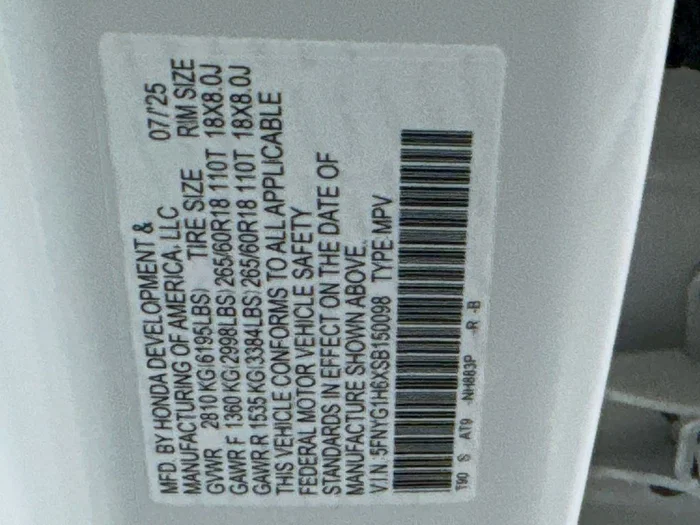 MFD. BY HONDA DEVELOPMENT & 07/'25
MANUFACTURING OF AMERICA, LLC
TIRE SIZE RIM SIZE
GVWR 2810 KG(6195LBS)
GAWR F 1360 KG(2998LBS) 265/60R18 110T 18X8.0J
GAWR R 1535 KG(3384LBS) 265/60R18 110T 18X8.0J
THIS VEHICLE CONFORMS TO ALL APPLICABLE
FEDERAL MOTOR VEHICLE SAFETY
STANDARDS IN EFFECT ON THE DATE OF
MANUFACTURE SHOWN ABOVE.
V.I.N. 5FNYG1H6XSB150098 TYPE:MPV
T90 S AT9 -NH883P -R -B